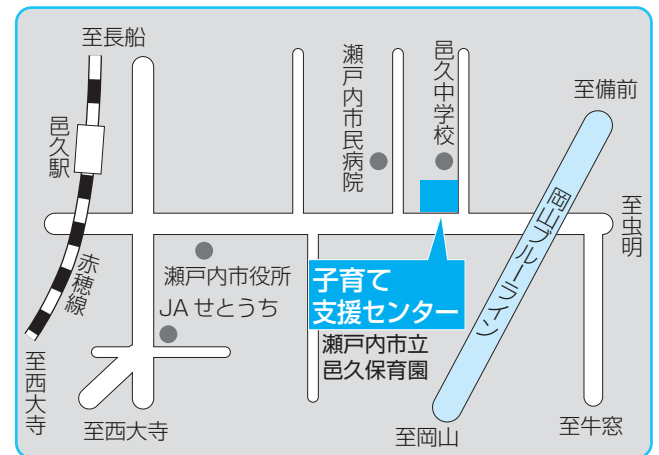 至長船
邑久駅
赤穂線
至西大寺
瀬戸内市民病院
邑久中学校
至備前
岡山ブルーライン
至虫明
瀬戸内市役所
JAせとうち
子育て
支援センター
瀬戸内市立
邑久保育園
至西大寺
至岡山
至牛窓